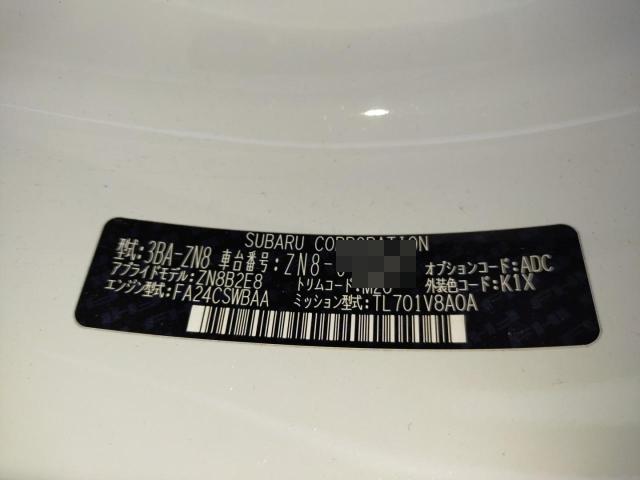 SUBARU CORPORATION
型式:3BA-ZN8 車台番号:ZN8-
アプライドモデル:ZN8B2E8 トリムコード: オプションコード:ADC
エンジン型式:FA24CSWBAA ミッション型式:TL701V8A0A 外装色コード:K1X